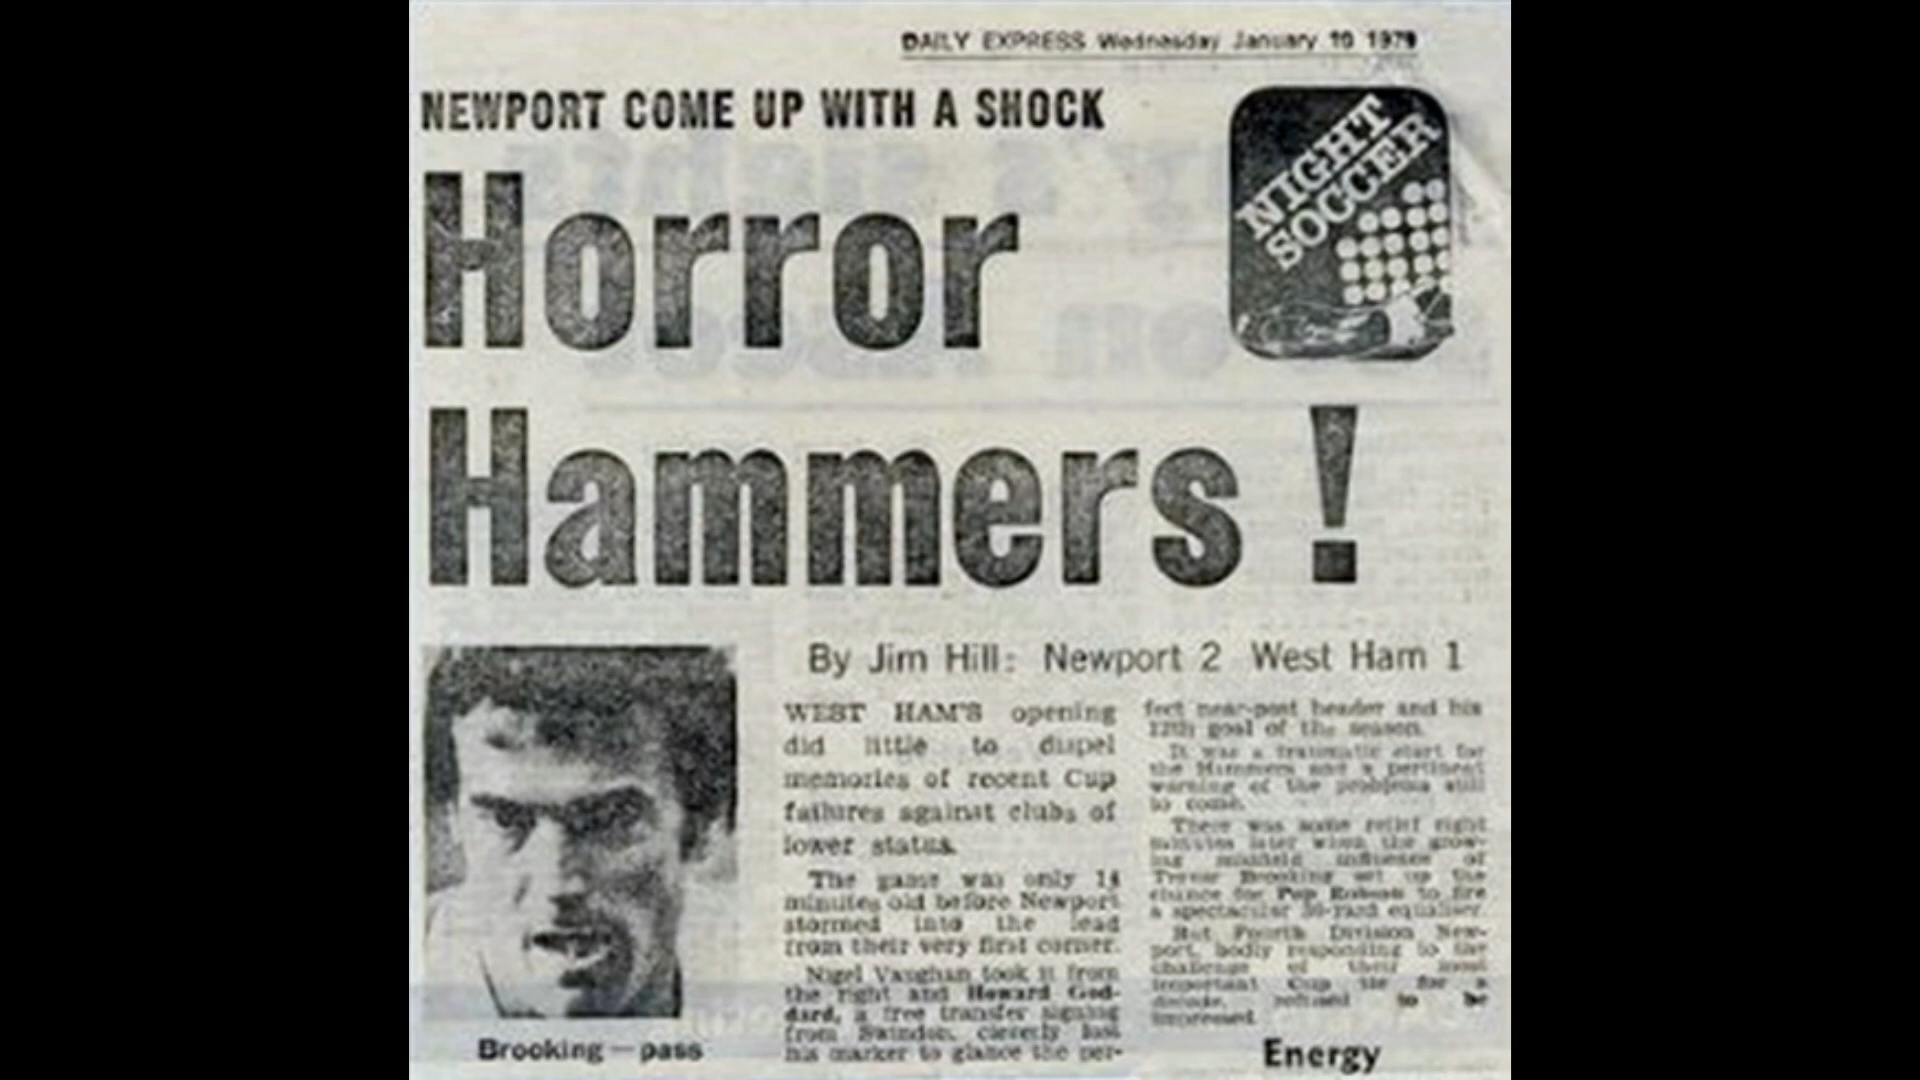 DAILY EXPRESS Wednesday January 10 1979
NEWPORT COME UP WITH A SHOCK
NIGHT
SOCCER
Horror
Hammers!
By Jim Hill: Newport 2 West Ham 1
WEST HAM'S opening
did little to dispel
memories of recent Cup
failures against clubs of
lower status.
The game was only 14
minutes old before Newport
stormed into the lead
from their very first corner.
Nigel Vaughan took it from
the right and Howard God-
dard, a free transfer signing
from Swindon, cleverly lost
his marker to glance the per-
fect near-post header and his
12th goal of the season.
It was a traumatic start for
the Hammers and a pertinent
warning of the problems still
to come.
There was some relief eight
minutes later when the grow-
ing midfield influence of
Trevor Brooking set up the
chance for Pop Robson to fire
a spectacular 30-yard equaliser.
But Fourth Division New-
port, bodly responding to the
challenge of their most
important Cup tie for a
decade, refused to be
impressed.
Energy
Brooking — pass